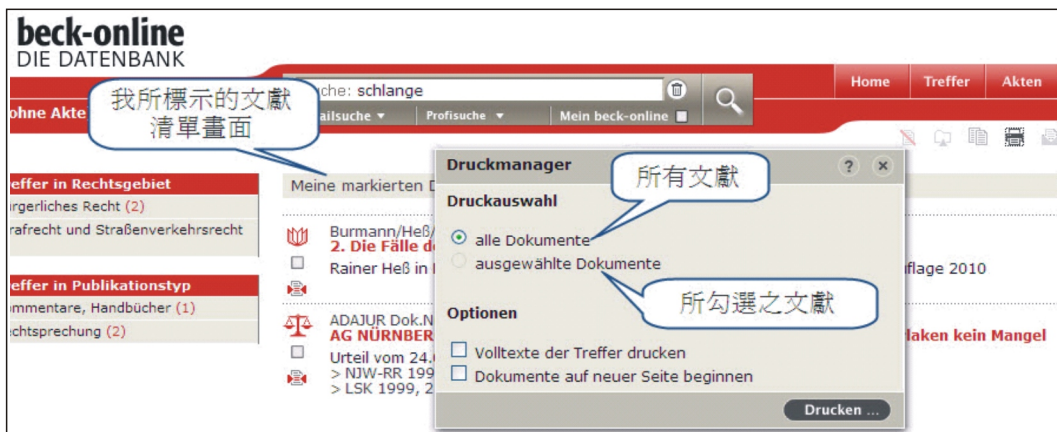 beck-online
DIE DATENBANK
Home Treffer Akten
che: schlange
ohne Akte
ailsuche Profisuche Mein beck-online
我所標示的文獻
清單畫面
effer in Rechtsgebiet
rgerliches Recht (2)
rafrecht und Straßenverkehrsrecht
effer in Publikationstyp
mmentare, Handbücher (1)
chtsprechung (2)
Meine markierten D
Burmann/Heß/
2. Die Fälle d
Rainer Heß in
flage 2010
ADAJUR Dok.N
AG NÜRNBER
laken kein Mangel
Urteil vom 24.
> NJW-RR 199
> LSK 1999, 2
Druckmanager ? ×
Druckauswahl
所有文獻
alle Dokumente
ausgewählte Dokumente
所勾選之文獻
Optionen
Volltexte der Treffer drucken
Dokumente auf neuer Seite beginnen
Drucken ...